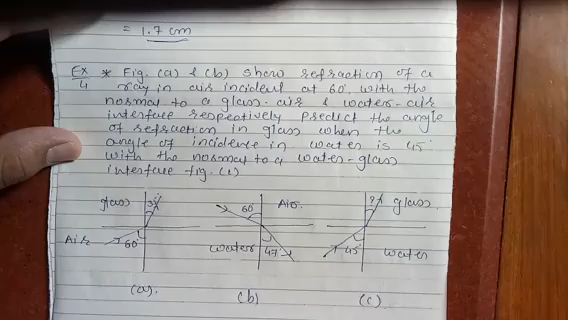 = 1.7 cm
Ex * Fig. (a) & (b) show refraction of a
4 ray in air incident at 60° with the
normal to a glass-air & water-air
interface respectively Predict the angle
of refraction in glass when the
angle of incidence in water is 45°
with the normal to a water-glass
interface fig. (c)
glass 60° Air ? glass
Air 60° water 47° 45° water
(a). (b) (c)